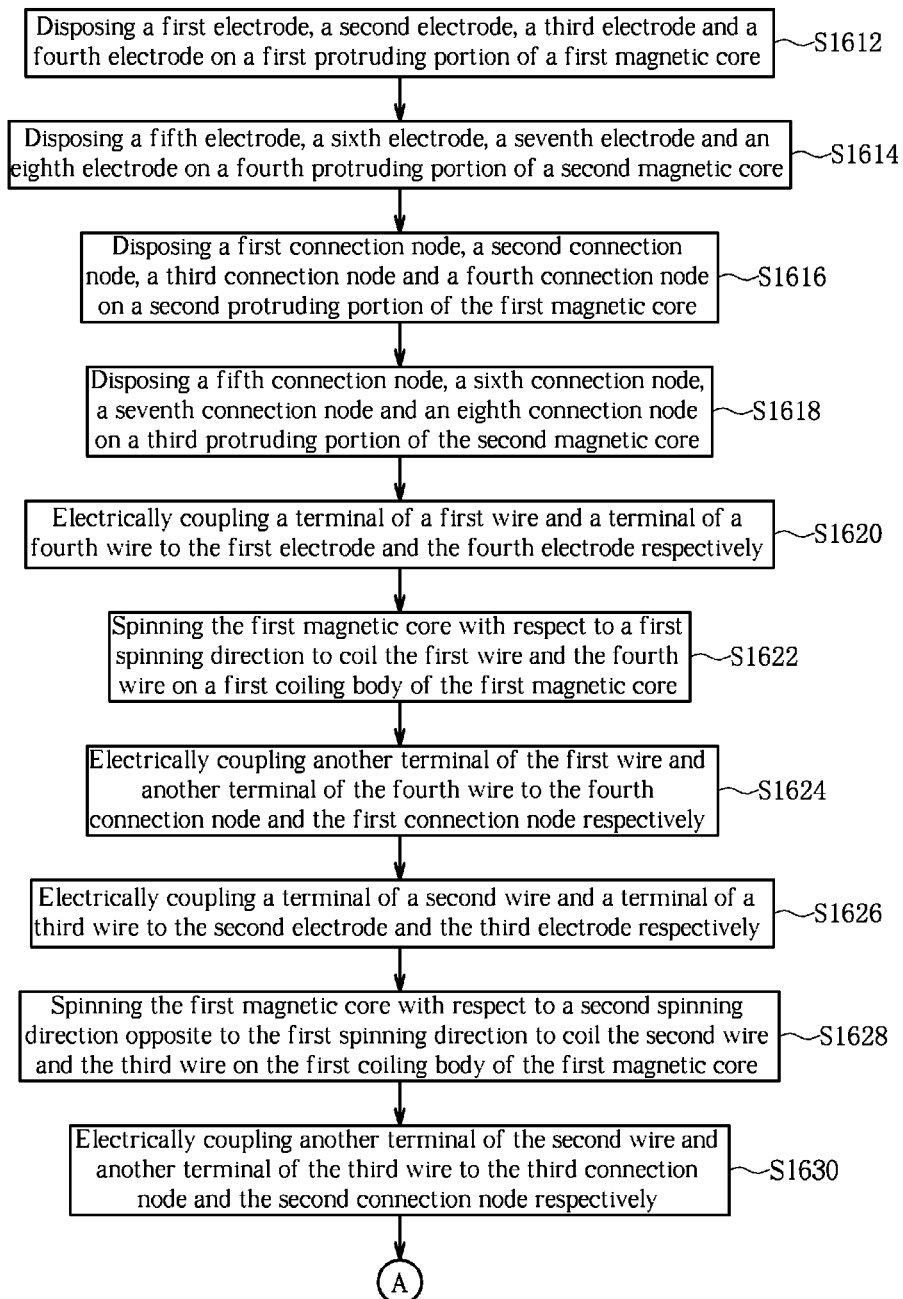 Disposing a first electrode, a second electrode, a third electrode and a
fourth electrode on a first protruding portion of a first magnetic core
S1612
Disposing a fifth electrode, a sixth electrode, a seventh electrode and an
eighth electrode on a fourth protruding portion of a second magnetic core
S1614
Disposing a first connection node, a second connection
node, a third connection node and a fourth connection node
on a second protruding portion of the first magnetic core
S1616
Disposing a fifth connection node, a sixth connection node,
a seventh connection node and an eighth connection node
on a third protruding portion of the second magnetic core
S1618
Electrically coupling a terminal of a first wire and a terminal of a
fourth wire to the first electrode and the fourth electrode respectively
S1620
Spinning the first magnetic core with respect to a first
spinning direction to coil the first wire and the fourth
wire on a first coiling body of the first magnetic core
S1622
Electrically coupling another terminal of the first wire and
another terminal of the fourth wire to the fourth
connection node and the first connection node respectively
S1624
Electrically coupling a terminal of a second wire and a terminal of a
third wire to the second electrode and the third electrode respectively
S1626
Spinning the first magnetic core with respect to a second spinning
direction opposite to the first spinning direction to coil the second wire
and the third wire on the first coiling body of the first magnetic core
S1628
Electrically coupling another terminal of the second wire and
another terminal of the third wire to the third connection
node and the second connection node respectively
S1630
A